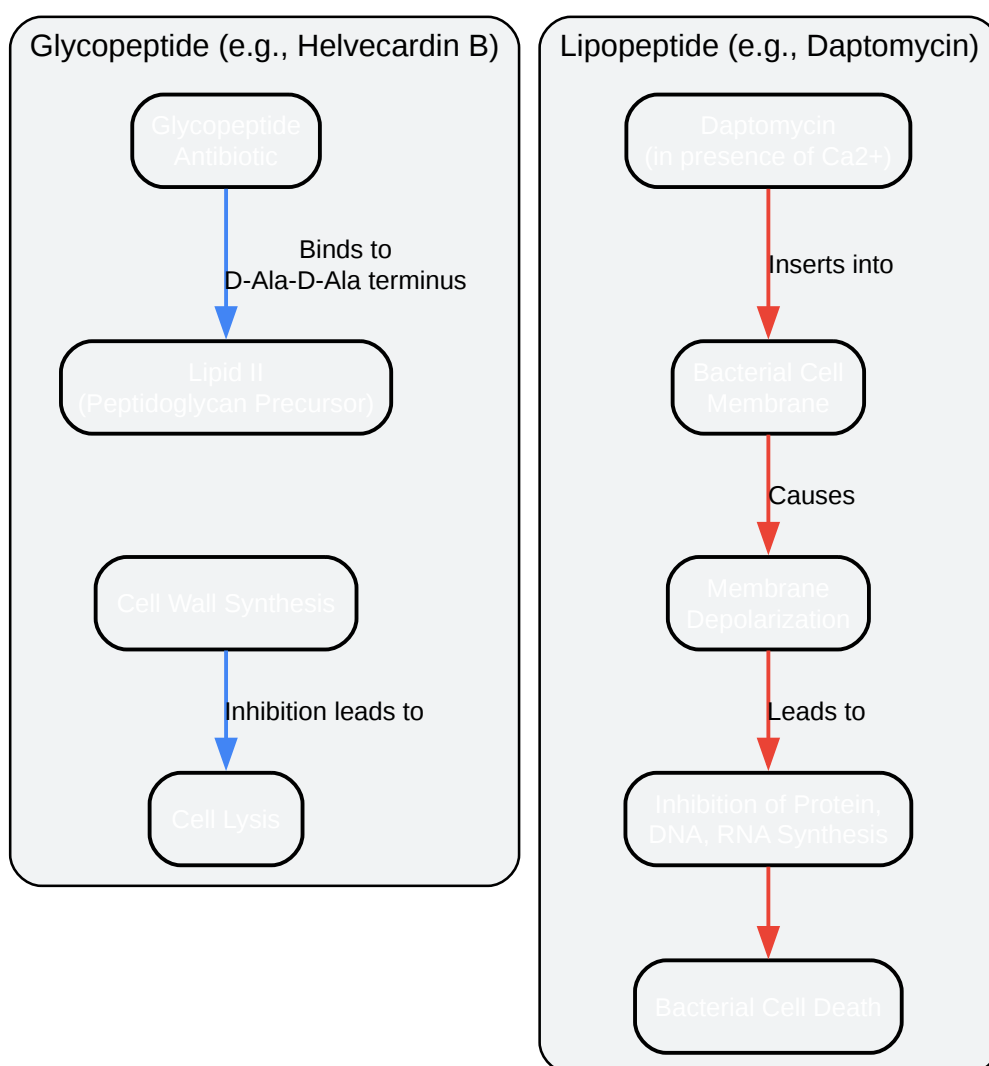 Glycopeptide (e.g., Helvecardin B)
Glycopeptide
Antibiotic
Binds to
D-Ala-D-Ala terminus
Lipid II
(Peptidoglycan Precursor)
Cell Wall Synthesis
Inhibition leads to
Cell Lysis
Lipopeptide (e.g., Daptomycin)
Daptomycin
(in presence of Ca2+)
Inserts into
Bacterial Cell
Membrane
Causes
Membrane
Depolarization
Leads to
Inhibition of Protein,
DNA, RNA Synthesis
Bacterial Cell Death